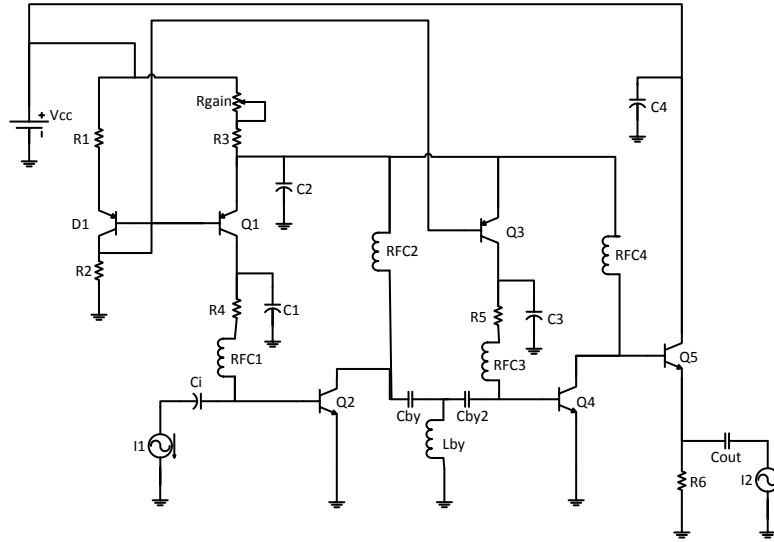 + Vcc
Rgain
C4
R1
R3
C2
D1
Q1
Q3
RFC2
RFC4
R2
R4
C1
R5
C3
RFC1
RFC3
Q5
Ci
Q2
Cby
Cby2
Q4
I1
Lby
Cout
R6
I2